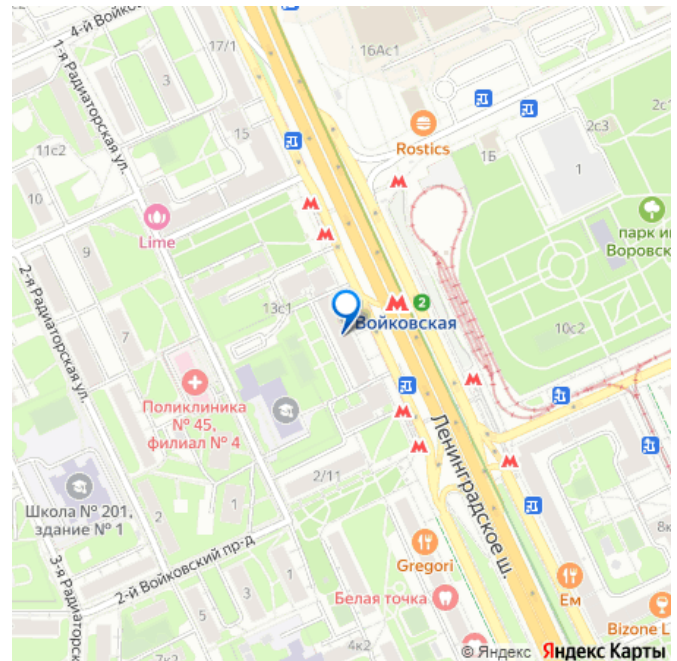 4-й Войко
17/1
16Ас1
1-я Радиаторская ул.
3
Rostics
2с3
2с1
15
1Б
1
11с2
10
Lime
парк им
Воровск
9
2-я Радиаторская ул.
13с1
2
Войковская
10с2
7
Поликлиника
№ 45,
филиал № 4
Ленинградское ш.
2/11
Школа № 201,
здание № 1
2
1
8к
Gregori
2-й Войковский пр-д
3
1
5
Ем
Белая точка
3-я Радиаторск
Bizone L
7к2
4к2
© Яндекс Яндекс Карты